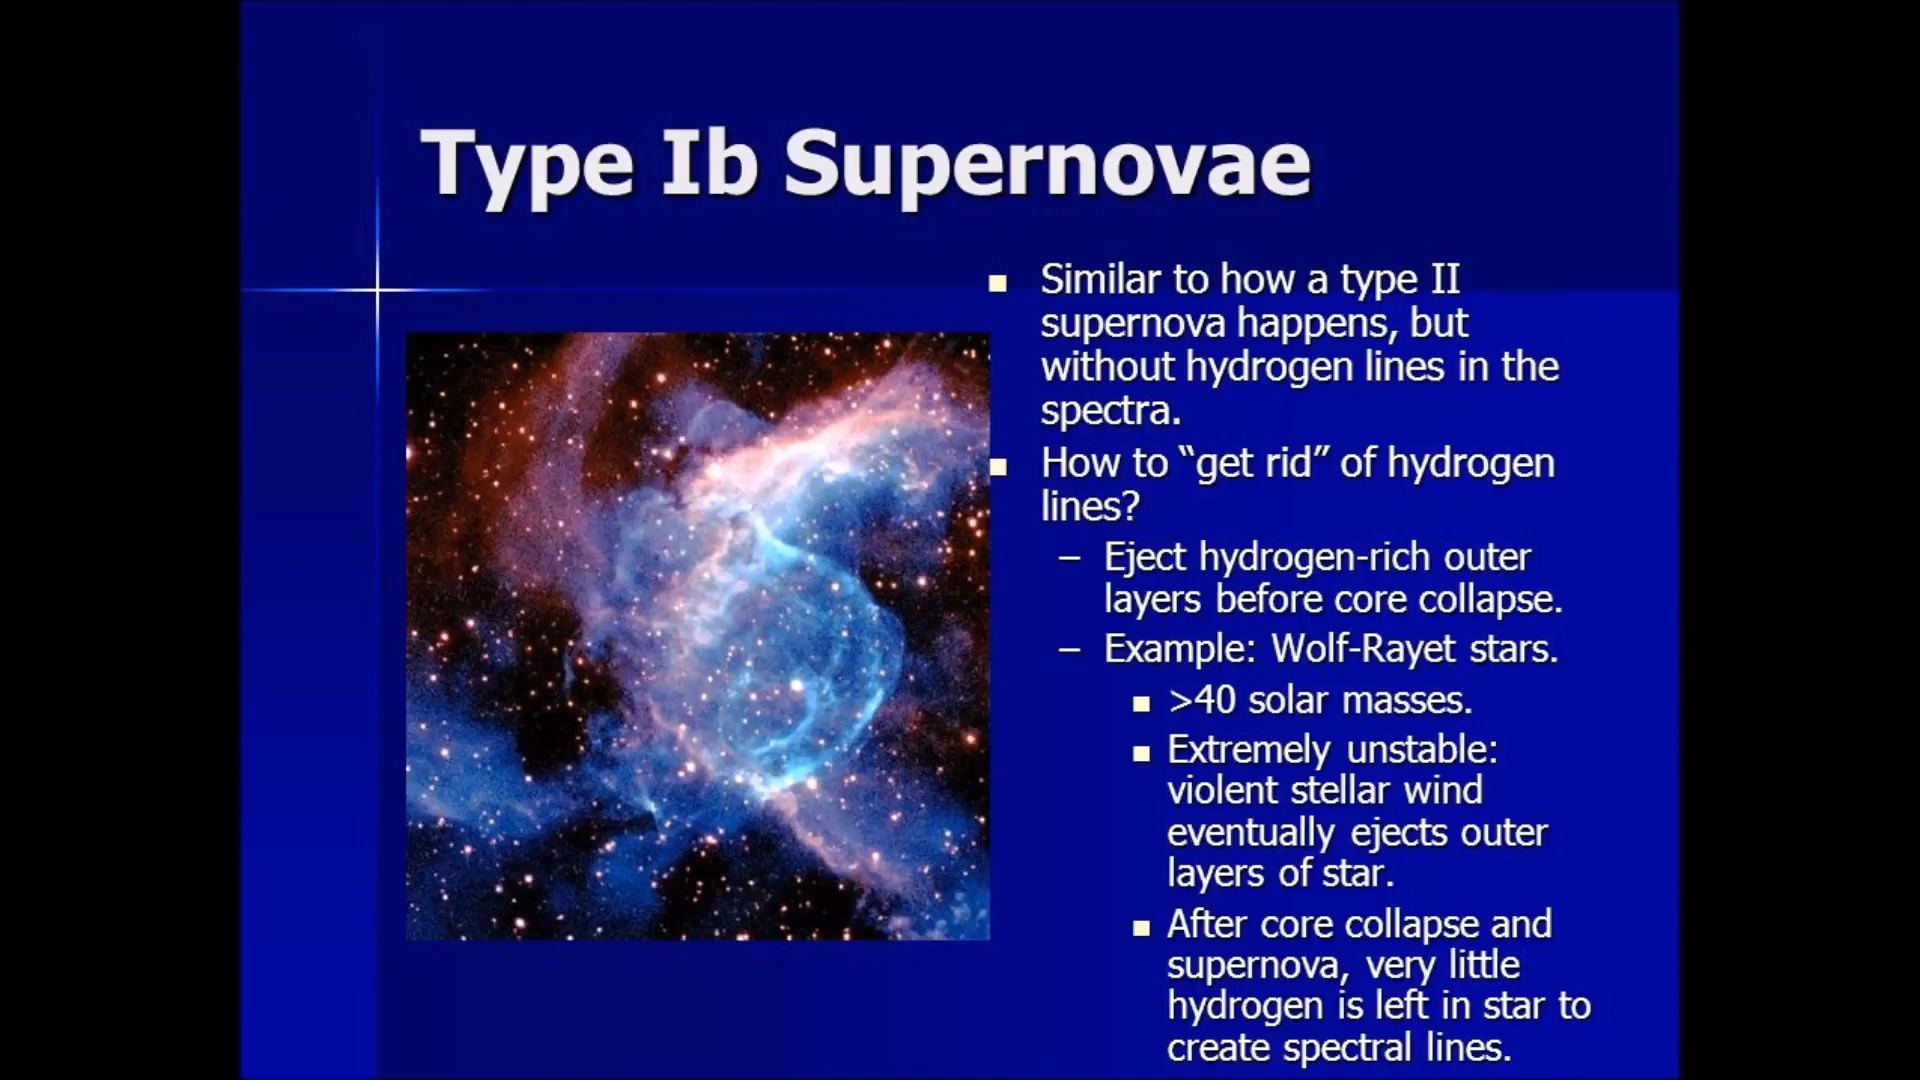 Type Ib Supernovae
■ Similar to how a type II
supernova happens, but
without hydrogen lines in the
spectra.
■ How to “get rid” of hydrogen
lines?
– Eject hydrogen-rich outer
layers before core collapse.
– Example: Wolf-Rayet stars.
■ >40 solar masses.
■ Extremely unstable:
violent stellar wind
eventually ejects outer
layers of star.
■ After core collapse and
supernova, very little
hydrogen is left in star to
create spectral lines.